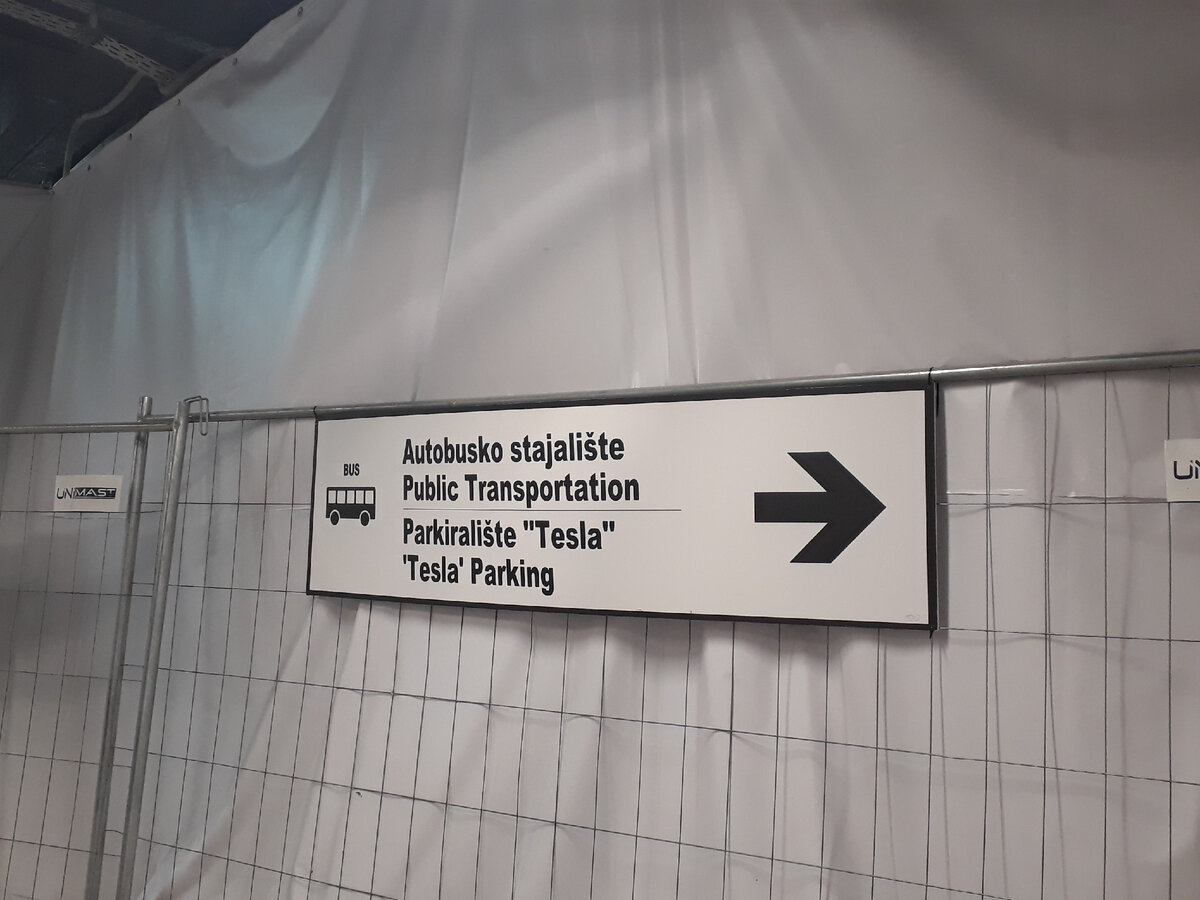 UNIMAST
BUS
Autobusko stajalište
Public Transportation
Parkiralište "Tesla"
'Tesla' Parking